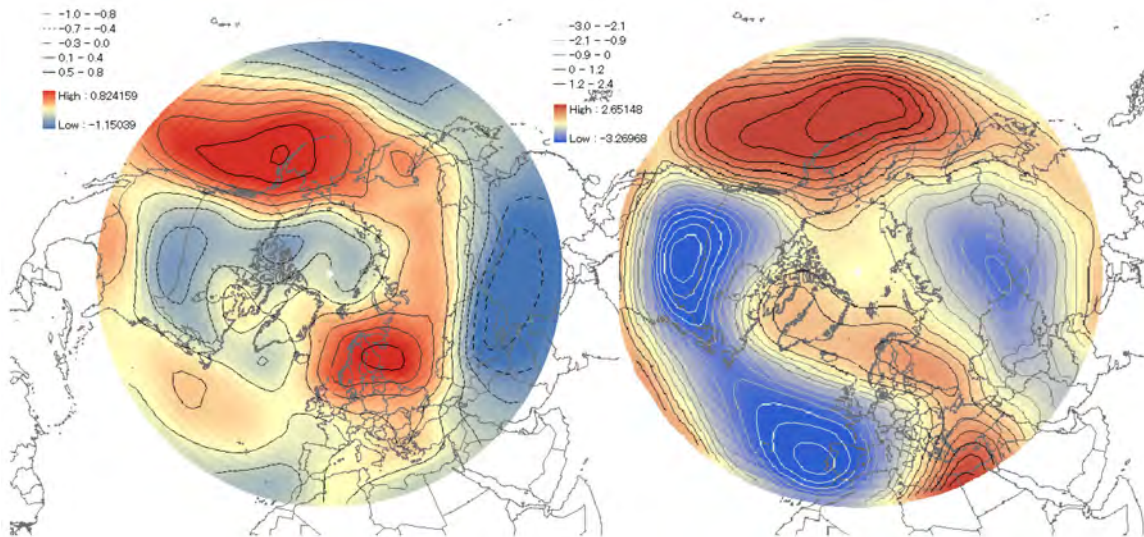 -1.0 - -0.8
-0.7 - -0.4
-0.3 - 0.0
0.1 - 0.4
0.5 - 0.8
High : 0.824159
Low : -1.15039
-3.0 - -2.1
-2.1 - -0.9
-0.9 - 0
0 - 1.2
1.2 - 2.4
High : 2.65148
Low : -3.26968